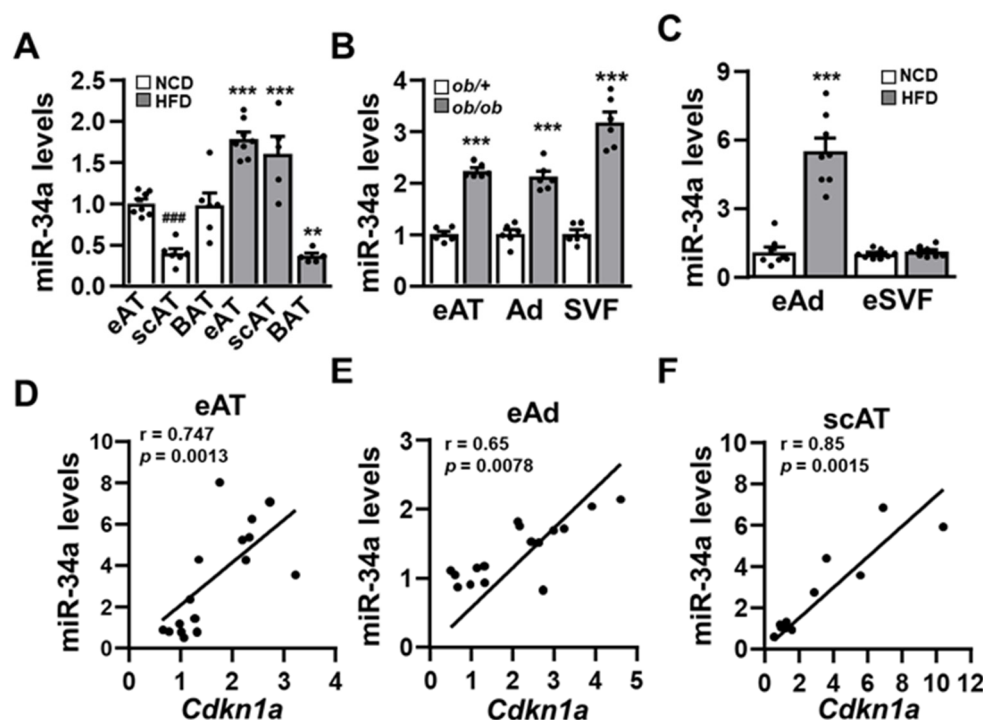 A
miR-34a levels
NCD
HFD
2.5
2.0
1.5
1.0
0.5
0.0
###
***
***
**
eAT
scAT
BAT
eAT
scAT
BAT
B
miR-34a levels
ob/+
ob/ob
4
3
2
1
0
***
***
***
eAT
Ad
SVF
C
miR-34a levels
NCD
HFD
9
6
3
0
***
eAd
eSVF
D
eAT
r = 0.747
p = 0.0013
miR-34a levels
10
8
6
4
2
0
0 1 2 3 4
Cdkn1a
E
eAd
r = 0.65
p = 0.0078
miR-34a levels
3
2
1
0
0 1 2 3 4 5
Cdkn1a
F
scAT
r = 0.85
p = 0.0015
miR-34a levels
10
8
6
4
2
0
0 2 4 6 8 10 12
Cdkn1a